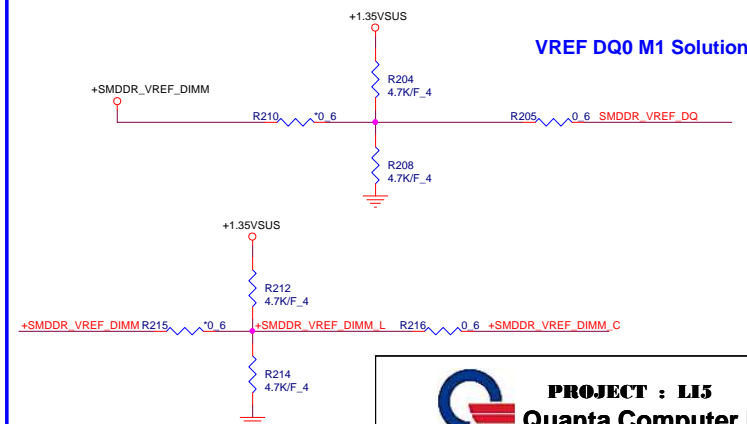 +1.35VSUS
VREF DQ0 M1 Solution
R204
4.7K/F_4
+SMDDR_VREF_DIMM
R210 *0_6
R205 0_6 SMDDR_VREF_DQ
R208
4.7K/F_4
+1.35VSUS
R212
4.7K/F_4
+SMDDR_VREF_DIMM R215 *0_6 +SMDDR_VREF_DIMM_L R216 0_6 +SMDDR_VREF_DIMM_C
R214
4.7K/F_4
PROJECT : LI5
Quanta Computer